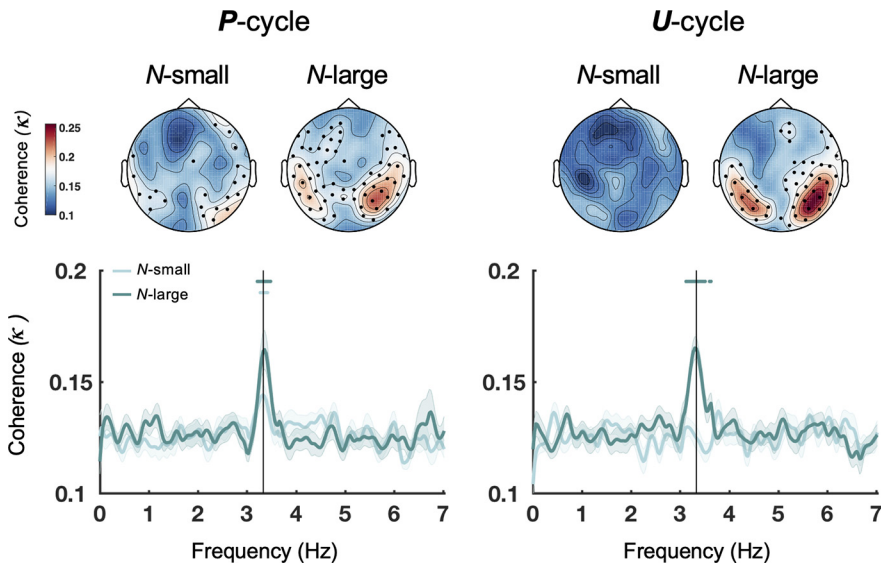 P-cycle
U-cycle
N-small
N-large
N-small
N-large
Coherence (κ)
0.25
0.2
0.15
0.1
0.2
0.15
0.1
Coherence (κ)
N-small
N-large
0 1 2 3 4 5 6 7
Frequency (Hz)
0.2
0.15
0.1
0 1 2 3 4 5 6 7
Frequency (Hz)